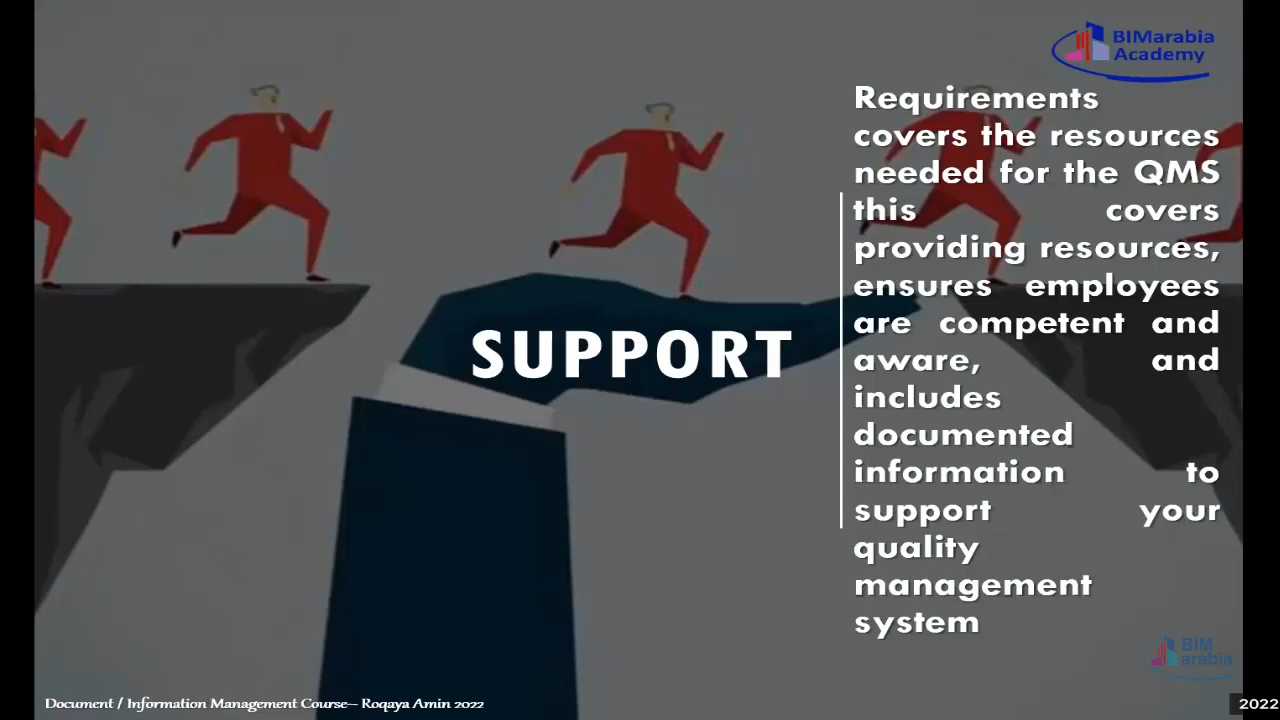 BIMarabia
Academy
SUPPORT
Requirements
covers the resources
needed for the QMS
this covers
providing resources,
ensures employees
are competent and
aware, and
includes
documented
information to
support your
quality
management
system
BIM
arabia
Document / Information Management Course– Roqaya Amin 2022
2022